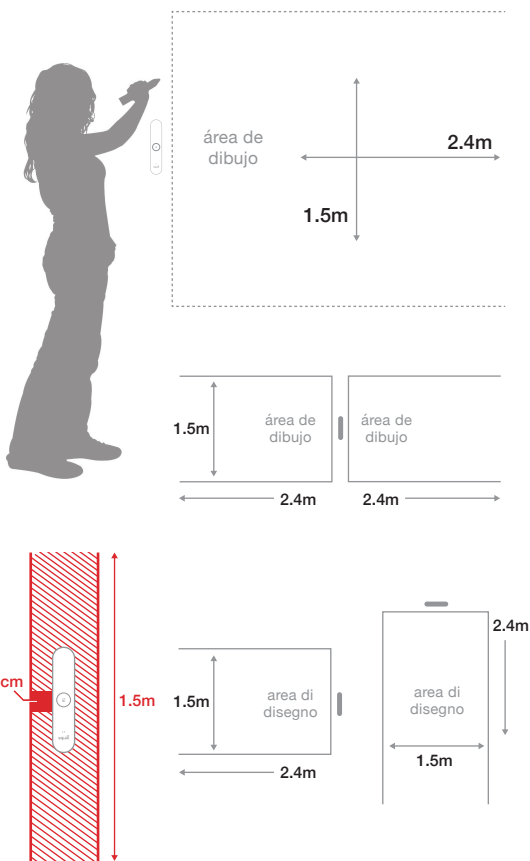 área de
dibujo
2.4m
1.5m
1.5m
área de
dibujo
área de
dibujo
2.4m
2.4m
cm
1.5m
1.5m
area di
disegno
2.4m
2.4m
area di
disegno
1.5m